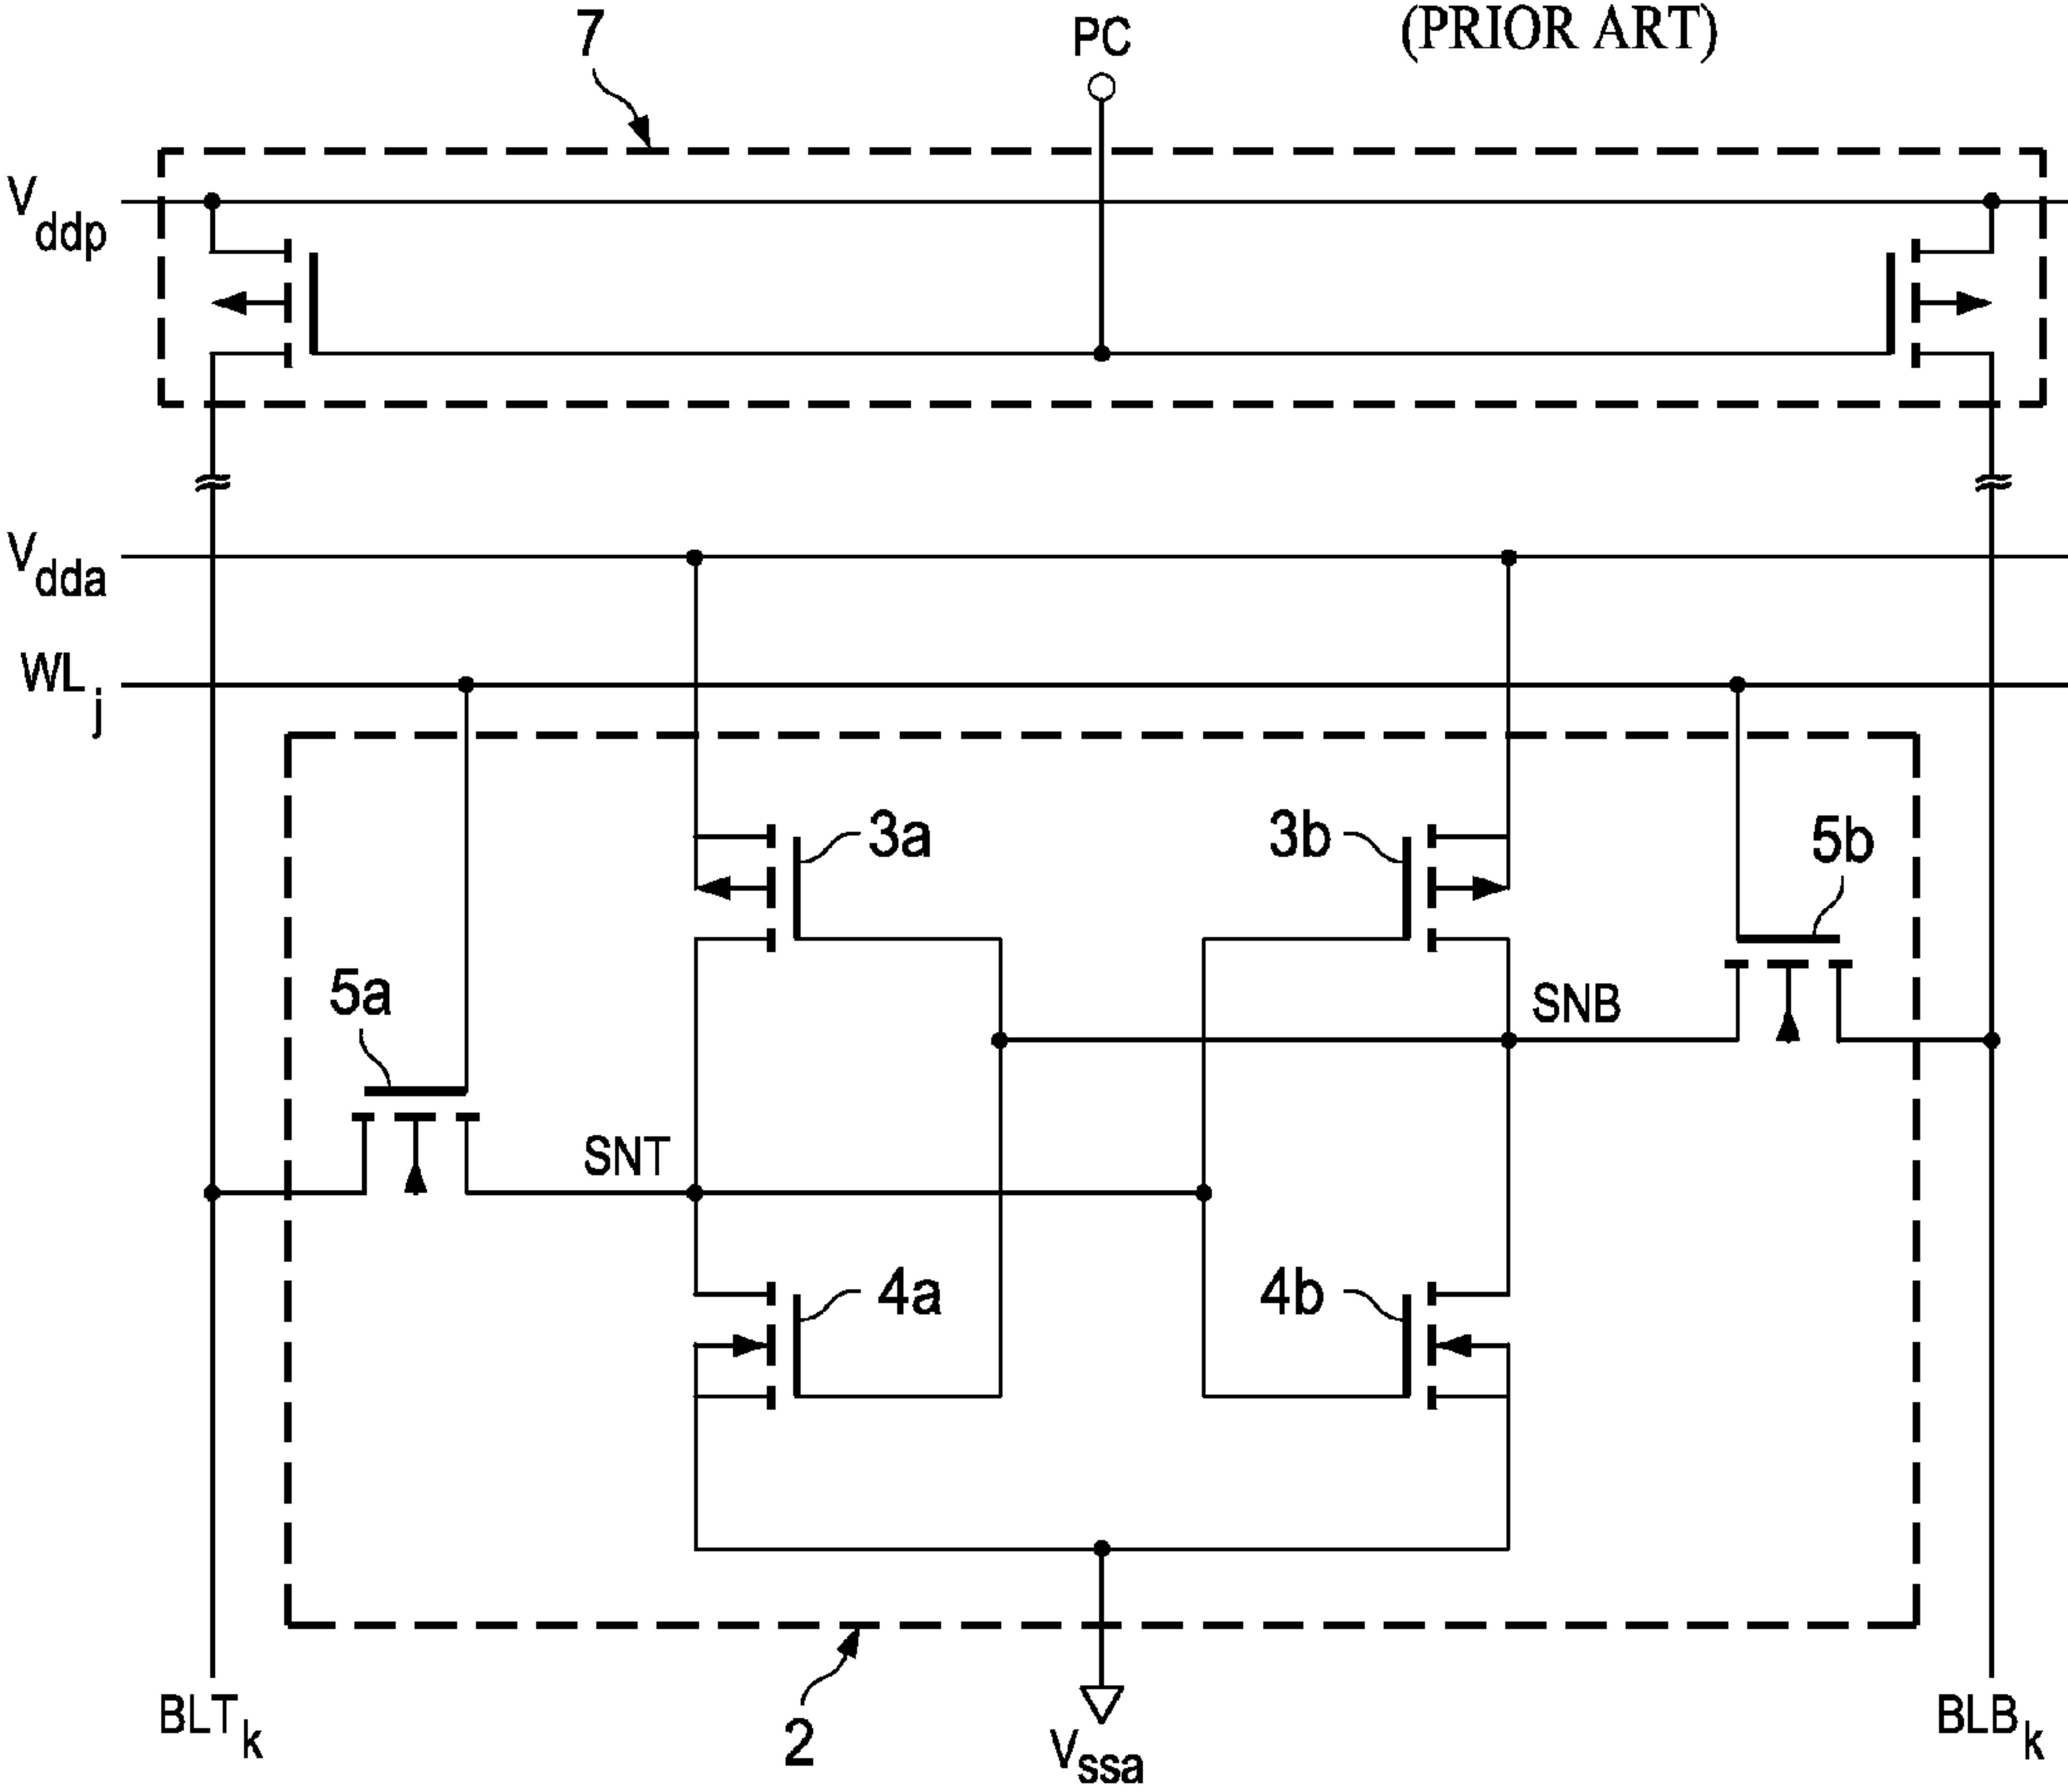 7
PC
(PRIOR ART)
Vddp
Vdda
WLj
3a
3b
5b
5a
SNB
SNT
4a
4b
BLTk
2
Vssa
BLBk